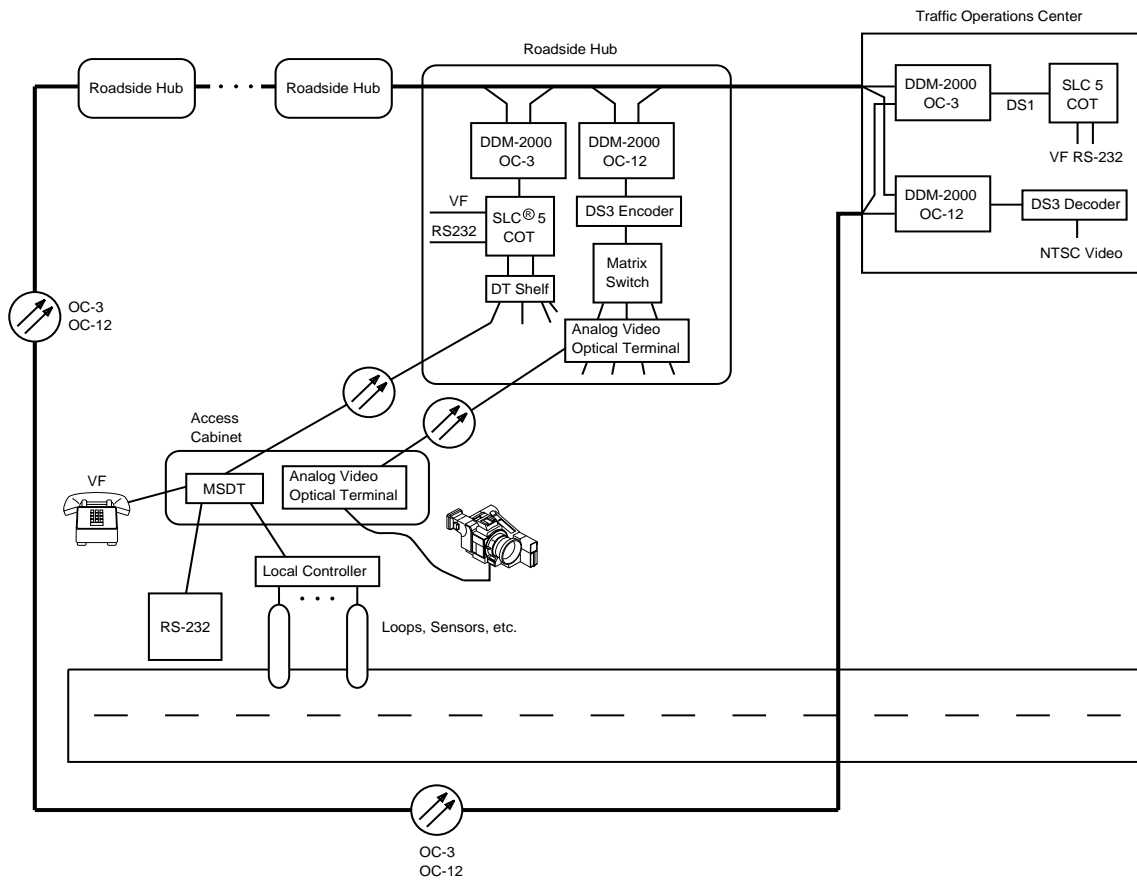 Traffic Operations Center
Roadside Hub
Roadside Hub
Roadside Hub
DDM-2000
OC-3
DS1
SLC 5
COT
VF RS-232
DDM-2000
OC-3
DDM-2000
OC-12
VF
RS232
SLC® 5
COT
DS3 Encoder
DDM-2000
OC-12
DS3 Decoder
NTSC Video
Matrix
Switch
DT Shelf
Analog Video
Optical Terminal
OC-3
OC-12
Access
Cabinet
VF
MSDT
Analog Video
Optical Terminal
Local Controller
RS-232
Loops, Sensors, etc.
OC-3
OC-12